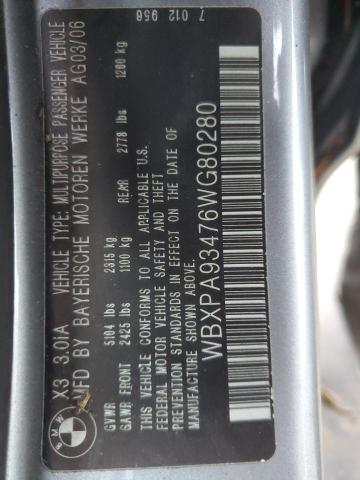 BMW
X3 3.0iA VEHICLE TYPE: MULTIPURPOSE PASSENGER VEHICLE
MFD BY BAYERISCHE MOTOREN WERKE AG03/06
GVWR 5104 lbs 2315 kg
GAWR FRONT 2425 lbs 1100 kg REAR 2778 lbs 1260 kg
THIS VEHICLE CONFORMS TO ALL APPLICABLE U.S.
FEDERAL MOTOR VEHICLE SAFETY AND THEFT
PREVENTION STANDARDS IN EFFECT ON THE DATE OF
MANUFACTURE SHOWN ABOVE.
WBXPA93476WG80280
7 012 956